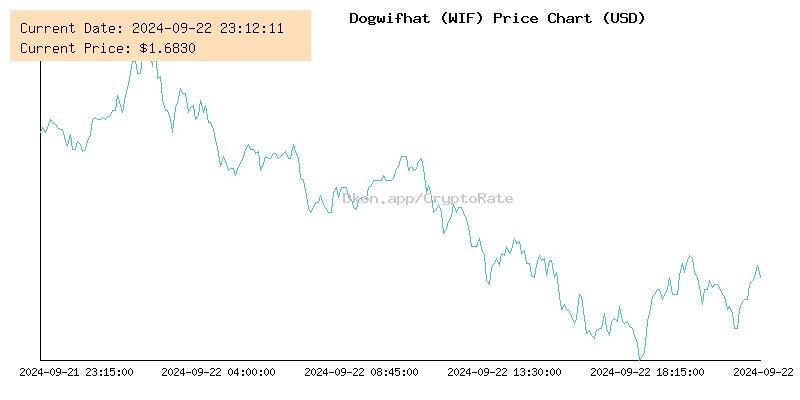 Dogwifhat (WIF) Price Chart (USD)
Current Date: 2024-09-22 23:12:11
Current Price: $1.6830
Dkon.app/CryptoRate
2024-09-21 23:15:00 2024-09-22 04:00:00 2024-09-22 08:45:00 2024-09-22 13:30:00 2024-09-22 18:15:00 2024-09-22